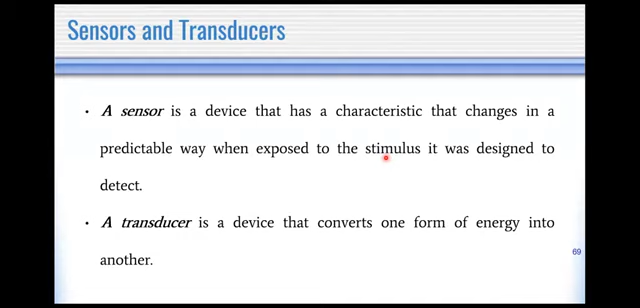 Sensors and Transducers
• A sensor is a device that has a characteristic that changes in a
predictable way when exposed to the stimulus it was designed to
detect.
• A transducer is a device that converts one form of energy into
another.
69